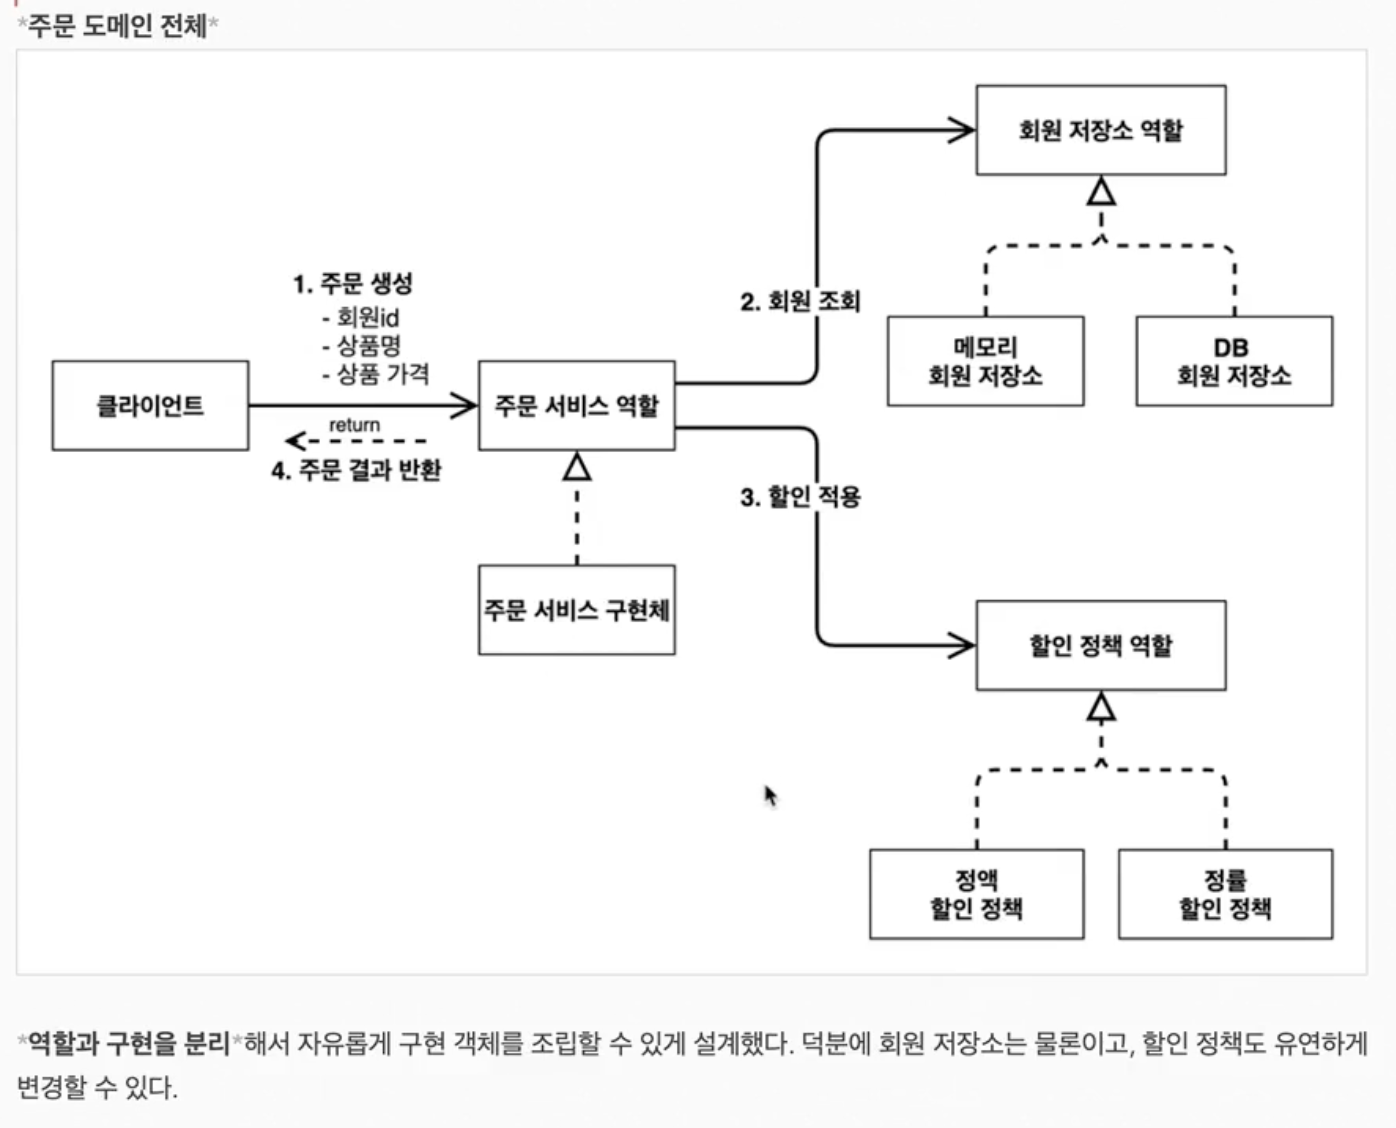 *주문 도메인 전체*
회원 저장소 역할
1. 주문 생성
- 회원id
- 상품명
- 상품 가격
2. 회원 조회
메모리
회원 저장소
DB
회원 저장소
클라이언트
주문 서비스 역할
return
4. 주문 결과 반환
3. 할인 적용
주문 서비스 구현체
할인 정책 역할
정액
할인 정책
정률
할인 정책
*역할과 구현을 분리*해서 자유롭게 구현 객체를 조립할 수 있게 설계했다. 덕분에 회원 저장소는 물론이고, 할인 정책도 유연하게
변경할 수 있다.